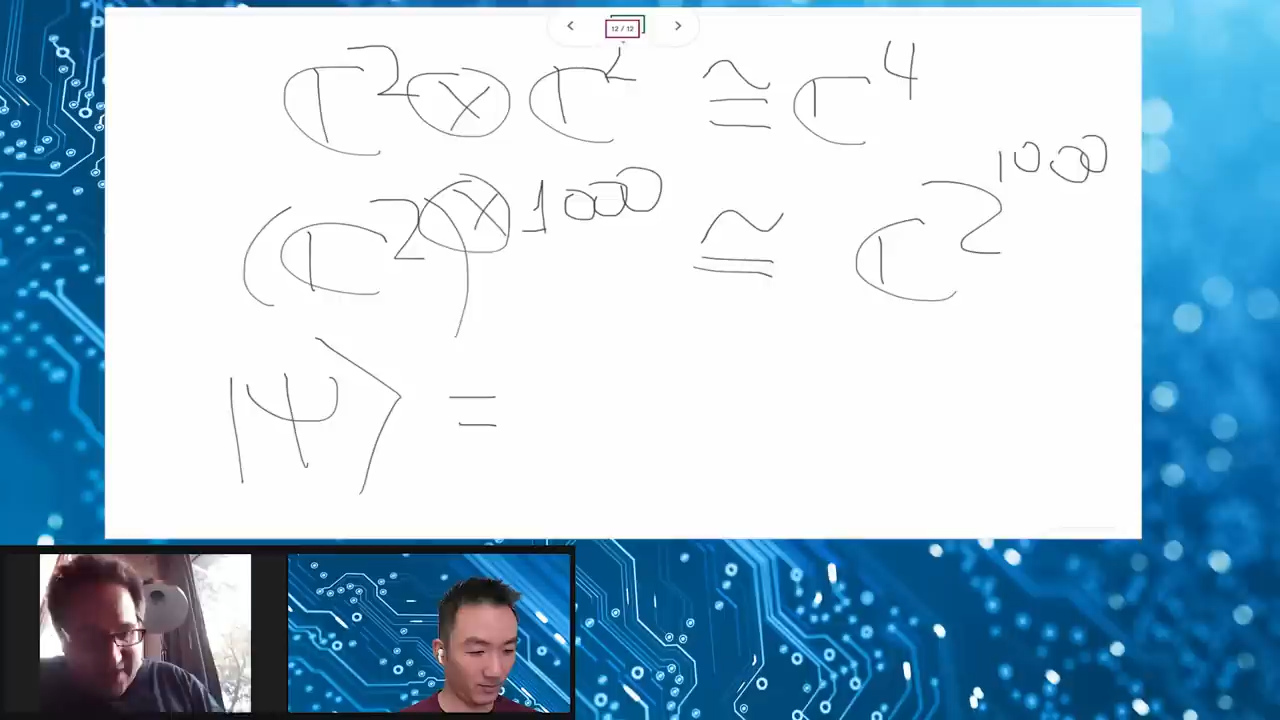 12 / 12
ℂ² ⊗ ℂ² ≅ ℂ⁴
(ℂ²)^⊗1000 ≅ ℂ^2^1000
|Ψ⟩ =